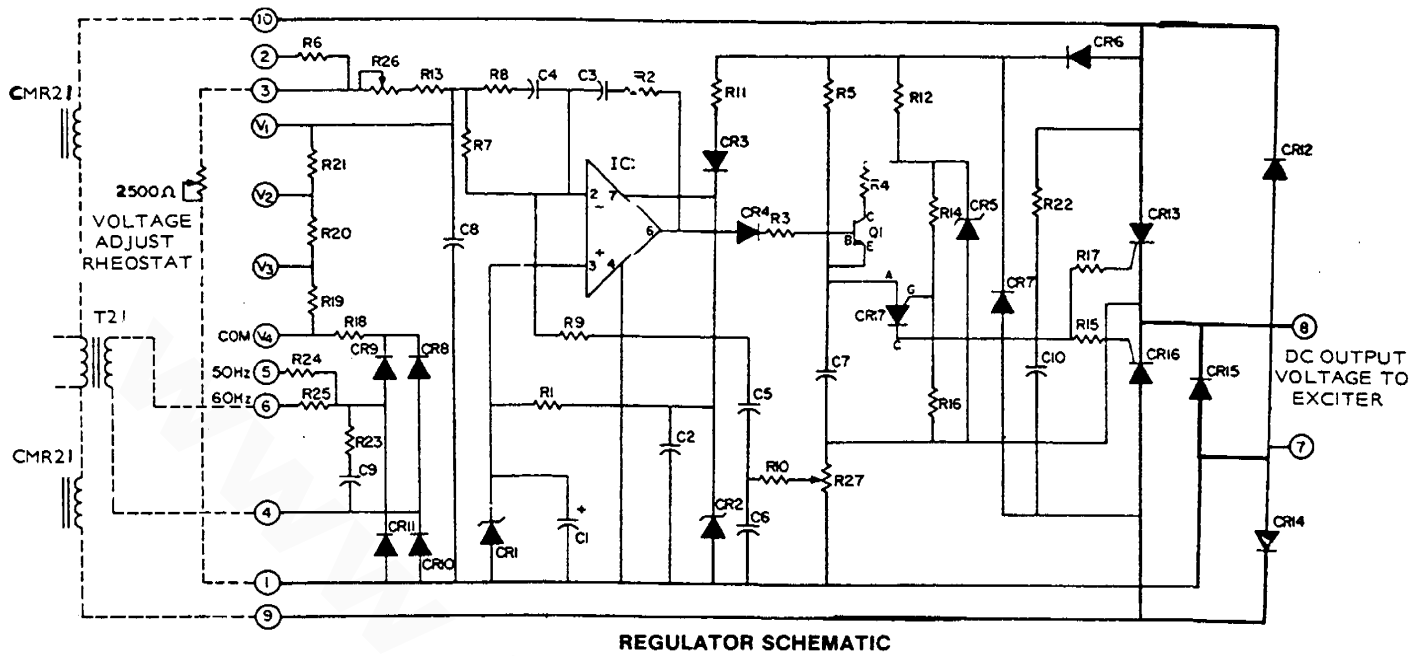 10
2
R6
3
R26
R13
R8
C4
C3
R2
CR6
CMR21
V1
R21
R7
IC1
R11
R5
R12
CR12
2500Ω
VOLTAGE
ADJUST
RHEOSTAT
V2
R20
V3
R19
C8
2
-
7
6
+
3
4
CR3
CR4
R3
R4
C
B
Q1
E
R14
CR5
R22
CR13
R17
CR7
A
G
CR17
C
R15
CR16
8
DC OUTPUT
VOLTAGE TO
EXCITER
7
T21
COM
V4
R18
CR9
CR8
50Hz
5
R24
60Hz
6
R25
R9
R1
C2
C5
C7
R16
C10
CR15
R23
C9
CMR21
4
CR11
CR10
CR1
+
C1
CR2
R10
C6
R27
CR14
1
9
REGULATOR SCHEMATIC